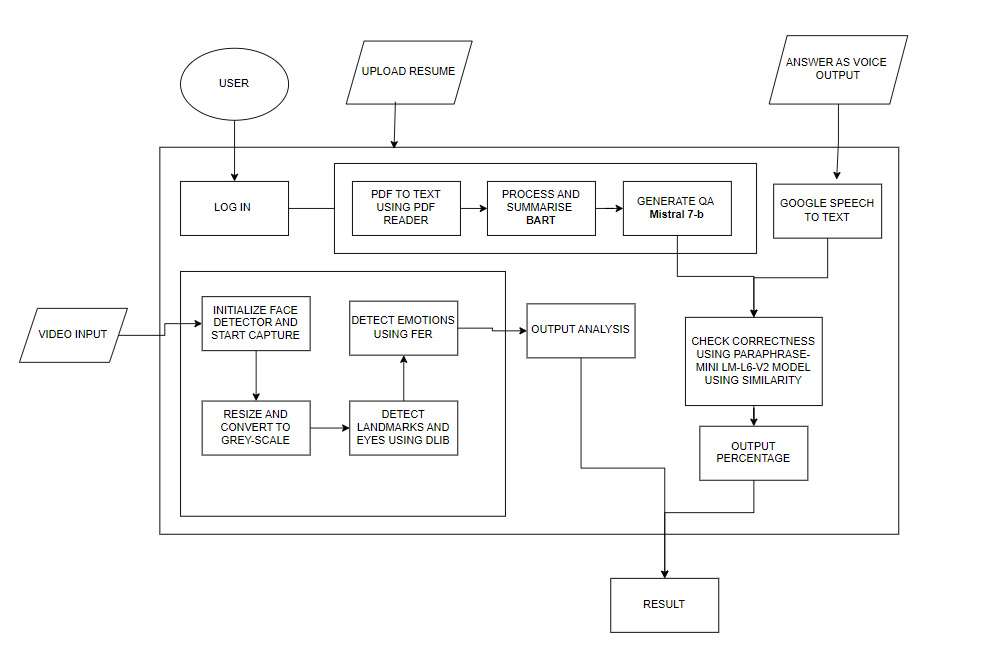 USER
UPLOAD RESUME
ANSWER AS VOICE
OUTPUT
LOG IN
PDF TO TEXT
USING PDF
READER
PROCESS AND
SUMMARISE
BART
GENERATE QA
Mistral 7-b
GOOGLE SPEECH
TO TEXT
VIDEO INPUT
INITIALIZE FACE
DETECTOR AND
START CAPTURE
DETECT EMOTIONS
USING FER
OUTPUT ANALYSIS
CHECK CORRECTNESS
USING PARAPHRASE-
MINI LM-L6-V2 MODEL
USING SIMILARITY
RESIZE AND
CONVERT TO
GREY-SCALE
DETECT
LANDMARKS AND
EYES USING DLIB
OUTPUT
PERCENTAGE
RESULT